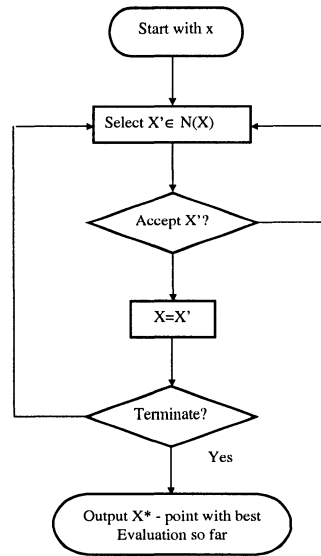 Start with x
Select X'∈ N(X)
Accept X'?
X=X'
Terminate?
Yes
Output X* - point with best
Evaluation so far